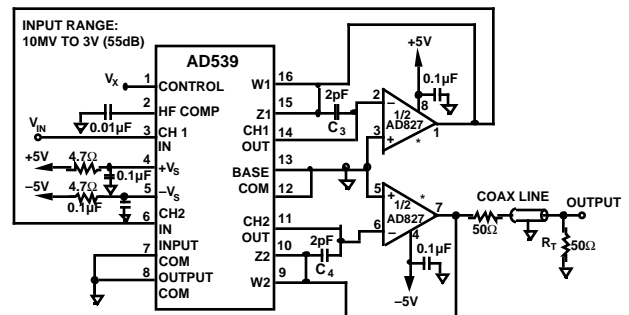 INPUT RANGE:
10MV TO 3V (55dB)
AD539
VX
1
CONTROL
2
HF COMP
0.01µF
VIN
3
CH 1
IN
+5V
4.7Ω
4
+VS
0.1µF
–5V
4.7Ω
5
–VS
0.1µF
6
CH2
IN
7
INPUT
COM
8
OUTPUT
COM
W1
16
Z1
15
CH1
OUT
14
BASE
COM
13
12
CH2
OUT
11
Z2
10
W2
9
2pF
C3
2pF
C4
+5V
0.1µF
8
2
–
3
+
1/2
AD827
*
1
5
+
6
–
1/2
AD827
*
7
4
0.1µF
–5V
50Ω
COAX LINE
OUTPUT
RT
50Ω